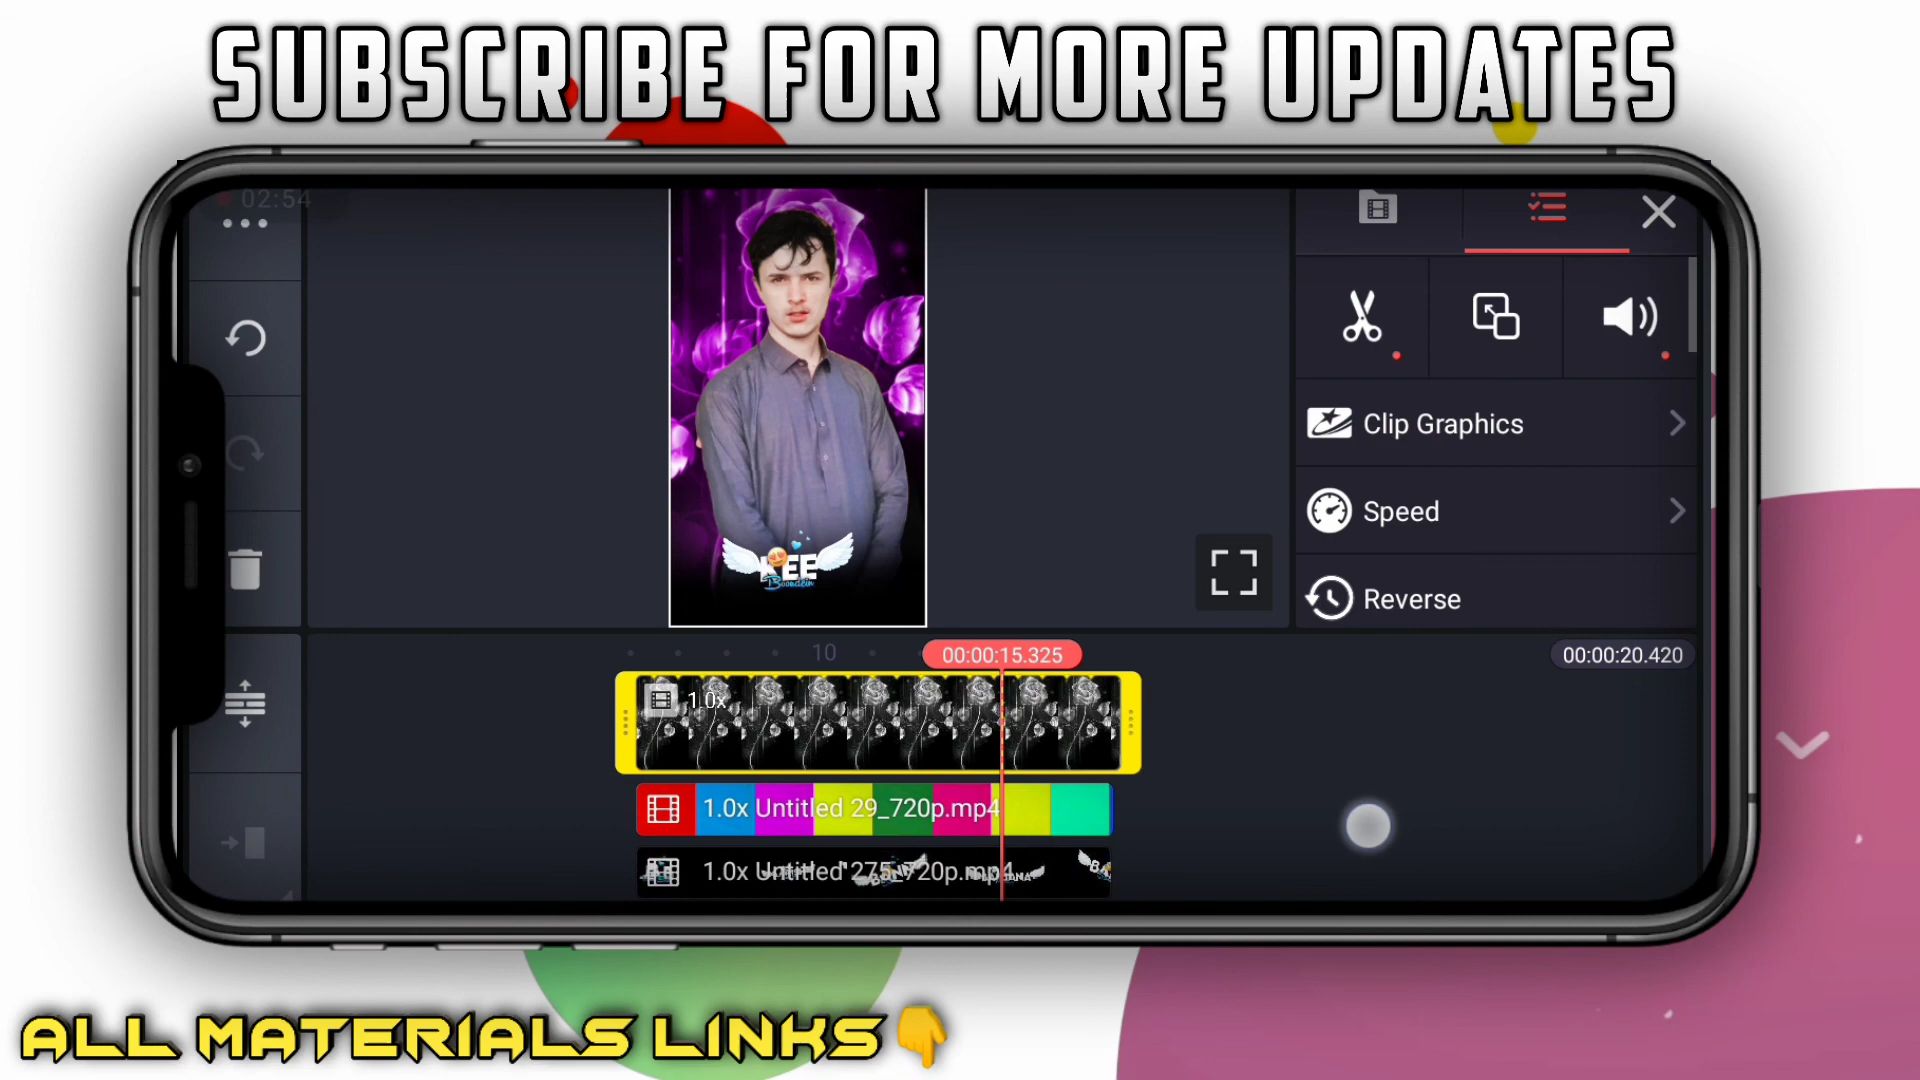 SUBSCRIBE FOR MORE UPDATES
02:54
Clip Graphics
Speed
Reverse
10
00:00:15.325
00:00:20.420
1.0x
1.0x Untitled 29_720p.mp4
1.0x Untitled 275_720p.mp4
ALL MATERIALS LINKS👇